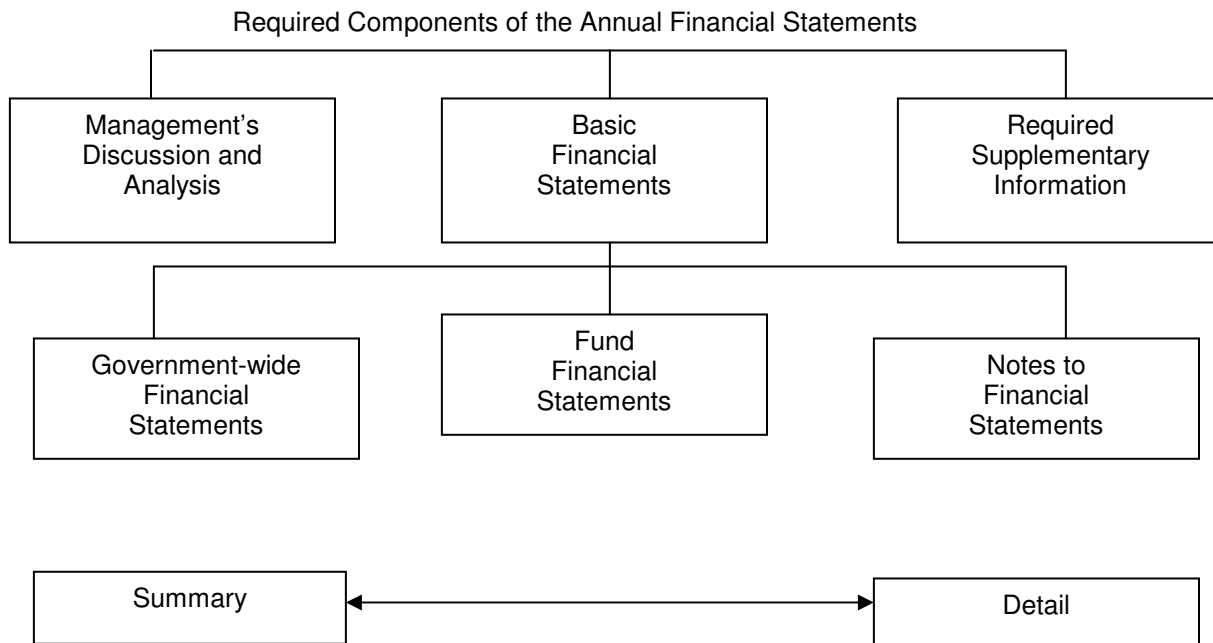 Required Components of the Annual Financial Statements
Management's
Discussion and
Analysis
Basic
Financial
Statements
Required
Supplementary
Information
Government-wide
Financial
Statements
Fund
Financial
Statements
Notes to
Financial
Statements
Summary
Detail